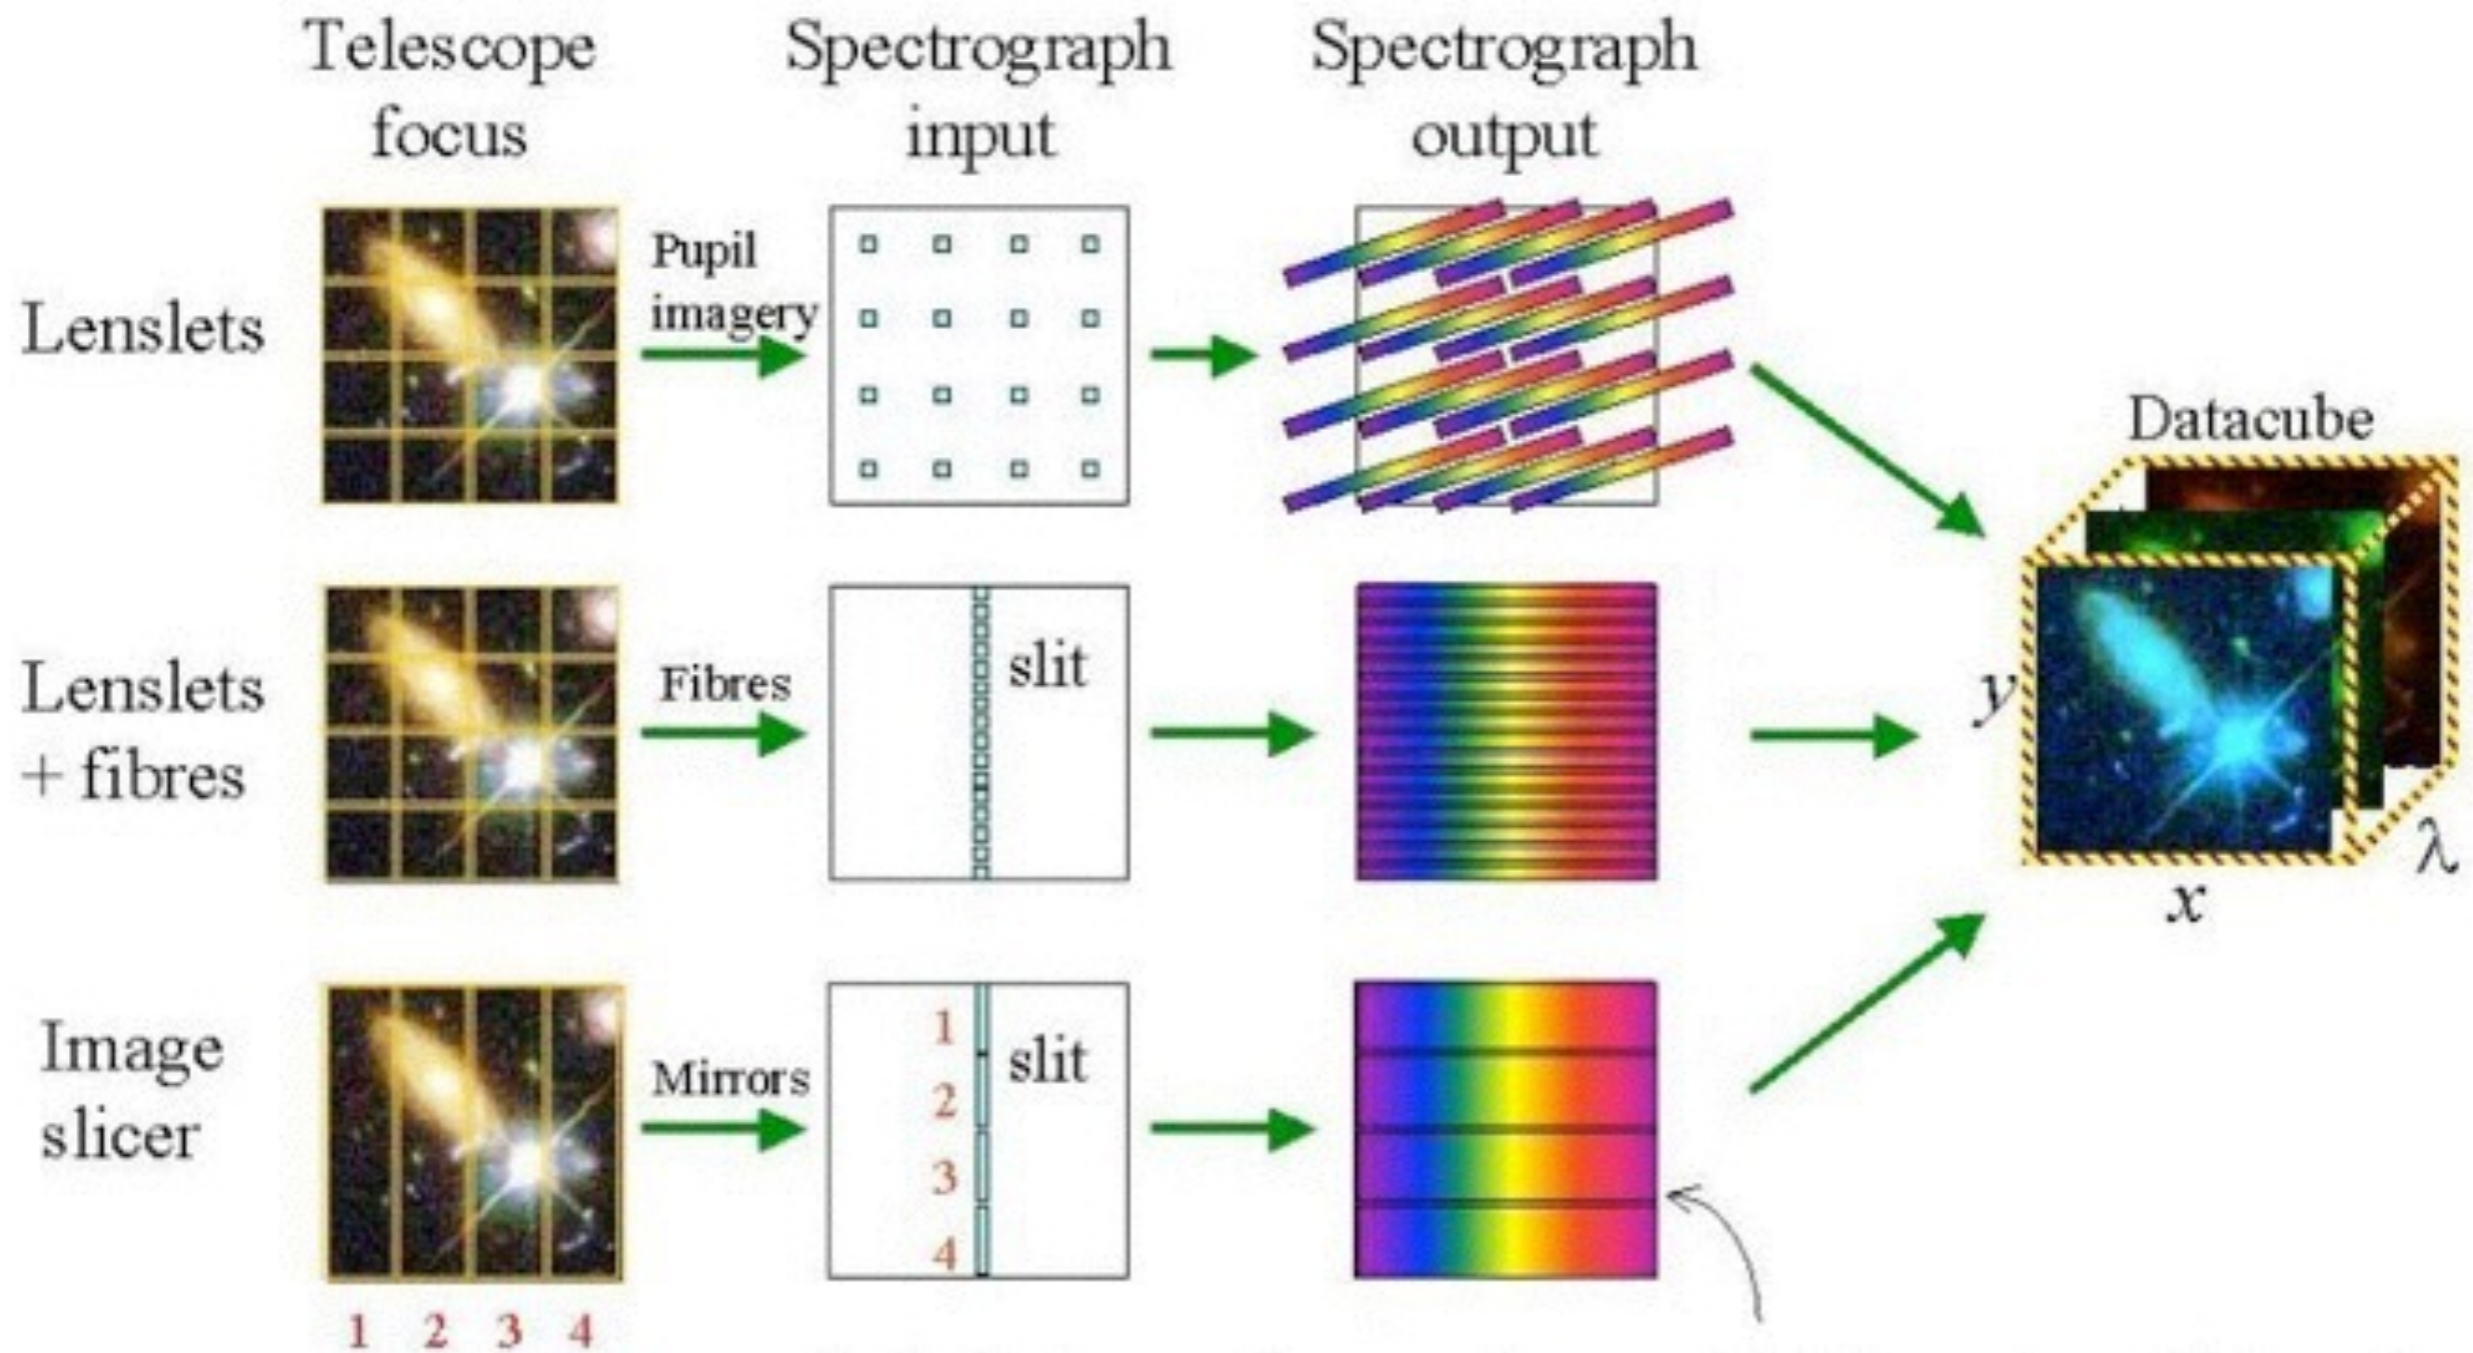 Telescope
focus
Spectrograph
input
Spectrograph
output
Lenslets
Pupil
imagery
Datacube
y
x
λ
Lenslets
+ fibres
Fibres
slit
Image
slicer
Mirrors
1
2
3
4
slit
1 2 3 4